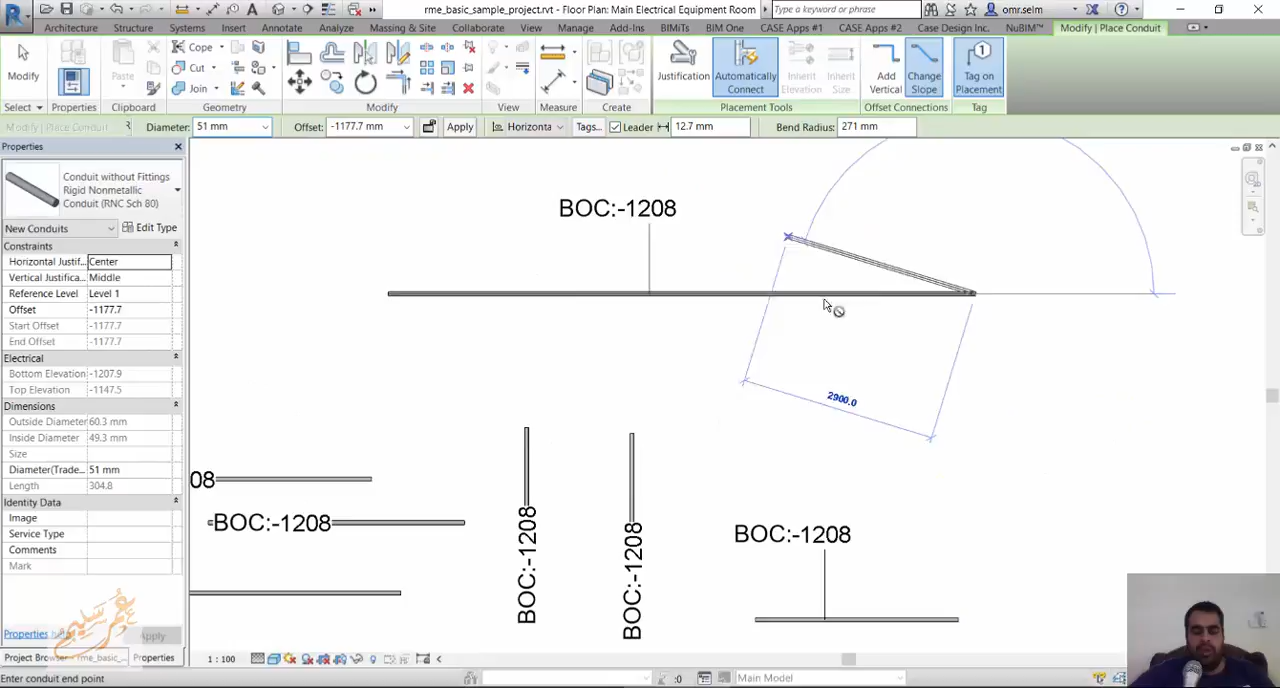 rme_basic_sample_project.rvt - Floor Plan: Main Electrical Equipment Room
Type a keyword or phrase
omr.selm
Architecture Structure Systems Insert Annotate Analyze Massing & Site Collaborate View Manage Add-Ins BIMiTs BIM One CASE Apps #1 CASE Apps #2 Case Design Inc. NuBIM™ Modify | Place Conduit
Modify Paste Cope Cut Join Justification Automatically Connect Inherit Elevation Inherit Size Add Vertical Change Slope Tag on Placement
Select Properties Clipboard Geometry Modify View Measure Create Placement Tools Offset Connections Tag
Modify | Place Conduit Diameter: 51 mm Offset: -1177.7 mm Apply Horizonta Tags... Leader 12.7 mm Bend Radius: 271 mm
Properties
Conduit without Fittings
Rigid Nonmetallic
Conduit (RNC Sch 80)
New Conduits Edit Type
Constraints
Horizontal Justif... Center
Vertical Justifica... Middle
Reference Level Level 1
Offset -1177.7
Start Offset -1177.7
End Offset -1177.7
Electrical
Bottom Elevation -1207.9
Top Elevation -1147.5
Dimensions
Outside Diameter 60.3 mm
Inside Diameter 49.3 mm
Size
Diameter(Trade... 51 mm
Length 304.8
Identity Data
Image
Service Type
Comments
Mark
Properties help Apply
عمر سليم
Project Browser - rme_basic_... Properties
BOC:-1208
2900.0
08
BOC:-1208
BOC:-1208
BOC:-1208
BOC:-1208
1 : 100
Enter conduit end point
:0
Main Model